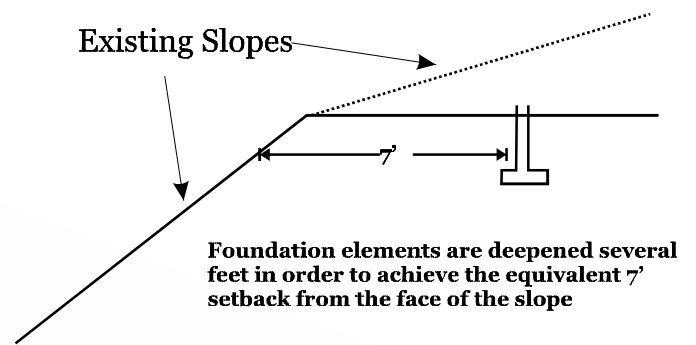 Existing Slopes
7’
Foundation elements are deepened several
feet in order to achieve the equivalent 7’
setback from the face of the slope